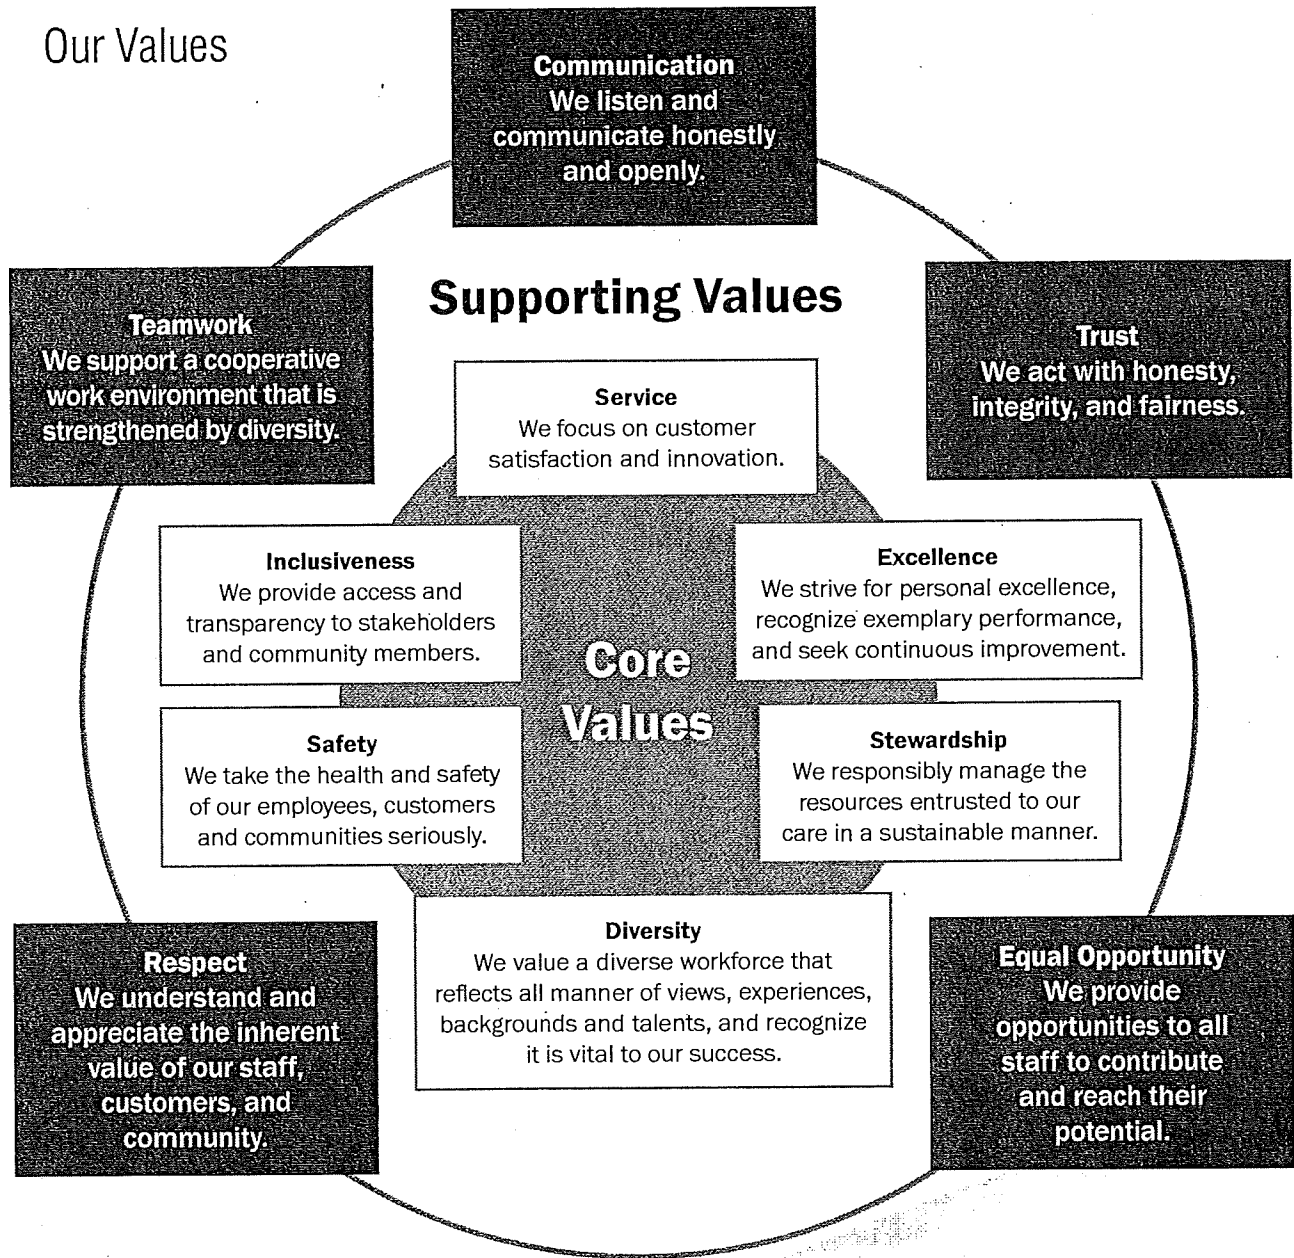 Our Values
Communication
We listen and
communicate honestly
and openly.
Supporting Values
Teamwork
We support a cooperative
work environment that is
strengthened by diversity.
Trust
We act with honesty,
integrity, and fairness.
Service
We focus on customer
satisfaction and innovation.
Inclusiveness
We provide access and
transparency to stakeholders
and community members.
Excellence
We strive for personal excellence,
recognize exemplary performance,
and seek continuous improvement.
Core
Values
Safety
We take the health and safety
of our employees, customers
and communities seriously.
Stewardship
We responsibly manage the
resources entrusted to our
care in a sustainable manner.
Diversity
We value a diverse workforce that
reflects all manner of views, experiences,
backgrounds and talents, and recognize
it is vital to our success.
Respect
We understand and
appreciate the inherent
value of our staff,
customers, and
community.
Equal Opportunity
We provide
opportunities to all
staff to contribute
and reach their
potential.